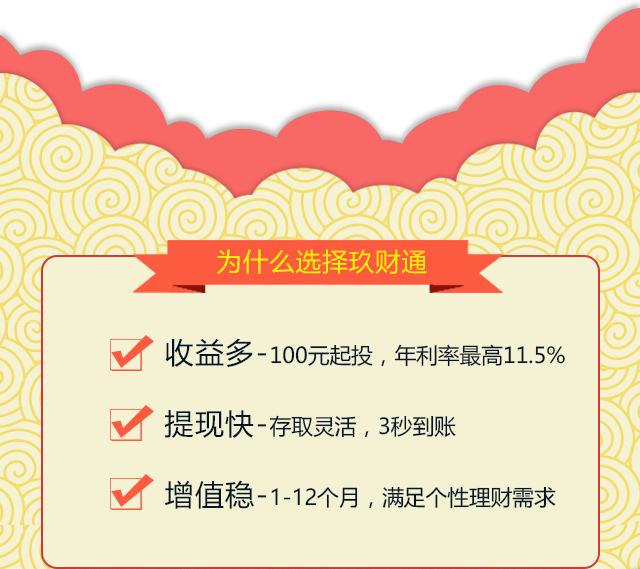 为什么选择玖财通
收益多-100元起投，年利率最高11.5%
提现快-存取灵活，3秒到账
增值稳-1-12个月，满足个性理财需求